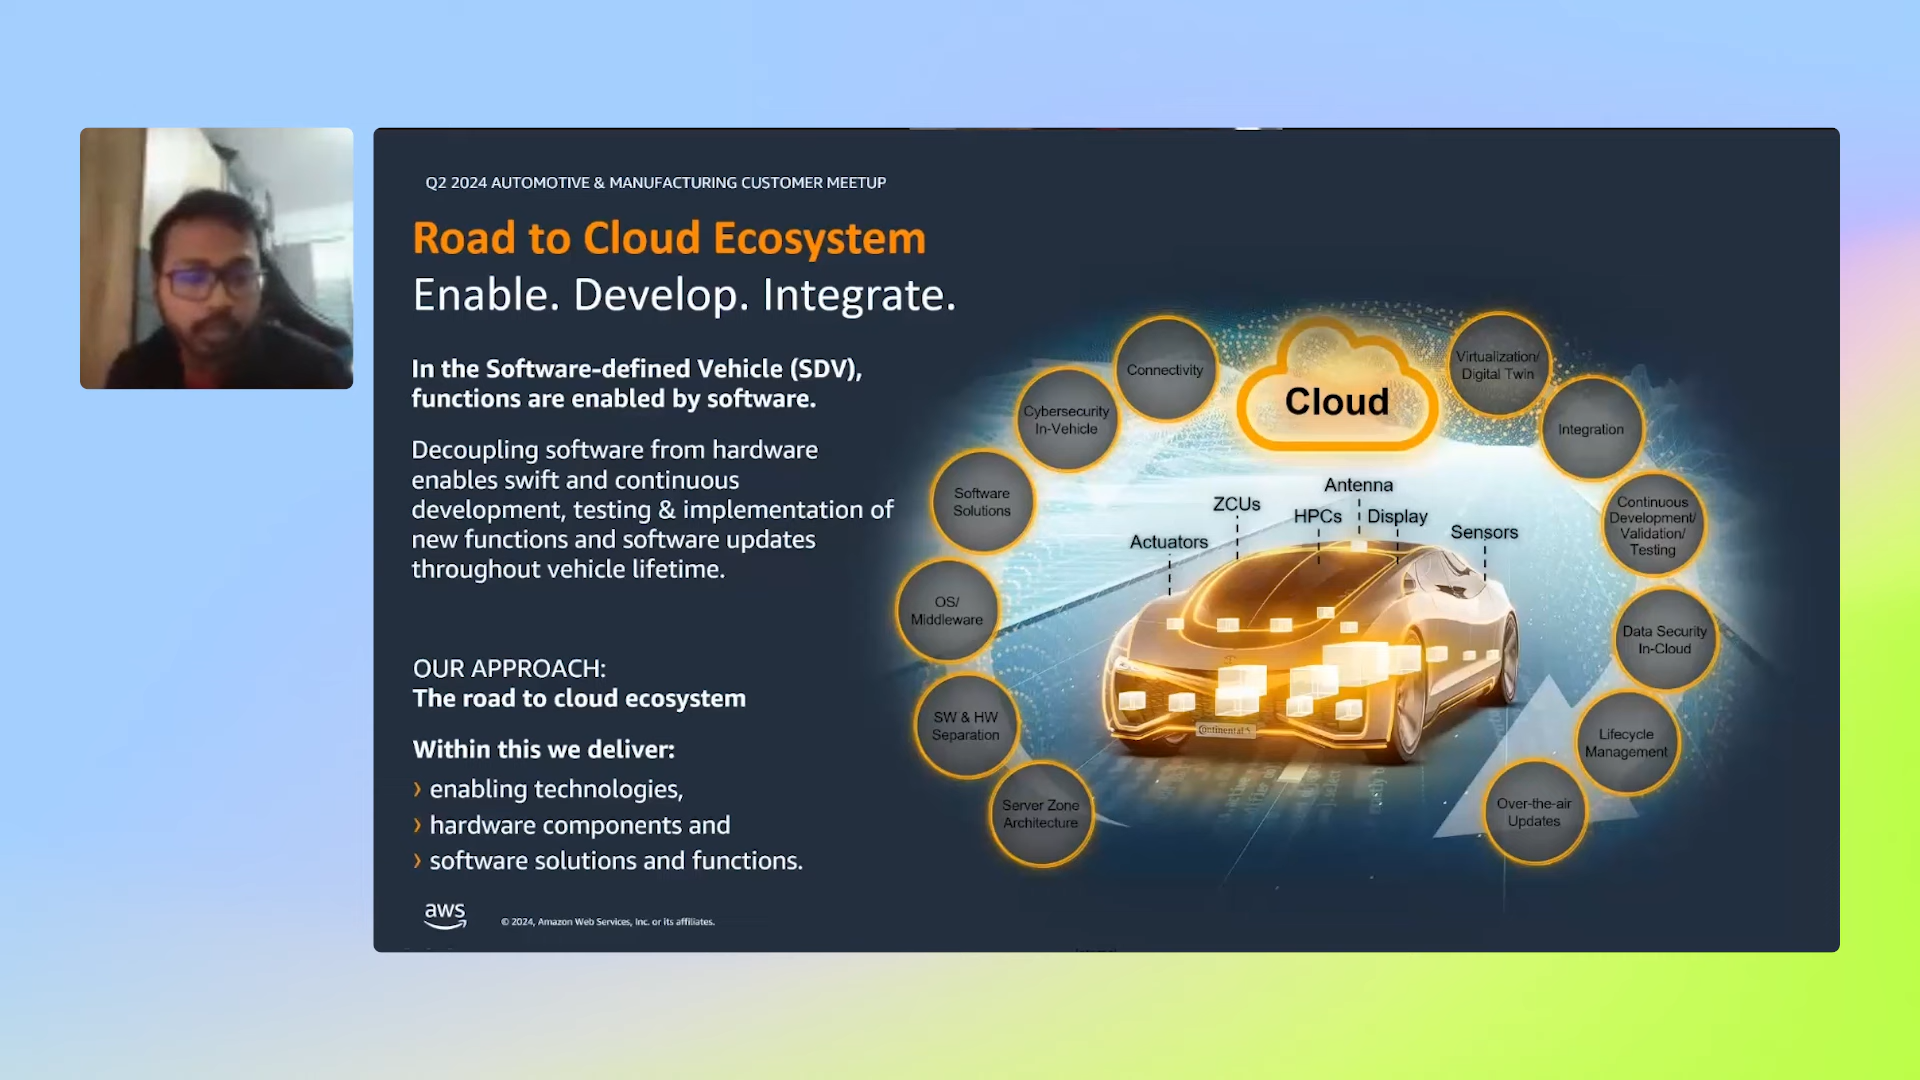 Q2 2024 AUTOMOTIVE & MANUFACTURING CUSTOMER MEETUP
Road to Cloud Ecosystem
Enable. Develop. Integrate.
In the Software-defined Vehicle (SDV),
functions are enabled by software.
Decoupling software from hardware
enables swift and continuous
development, testing & implementation of
new functions and software updates
throughout vehicle lifetime.
OUR APPROACH:
The road to cloud ecosystem
Within this we deliver:
› enabling technologies,
› hardware components and
› software solutions and functions.
aws
© 2024, Amazon Web Services, Inc. or its affiliates.
Server Zone
Architecture
SW & HW
Separation
OS/
Middleware
Software
Solutions
Cybersecurity
In-Vehicle
Connectivity
Cloud
Virtualization/
Digital Twin
Integration
Continuous
Development/
Validation/
Testing
Data Security
In-Cloud
Lifecycle
Management
Over-the-air
Updates
Actuators
ZCUs
HPCs
Antenna
Display
Sensors
Continental